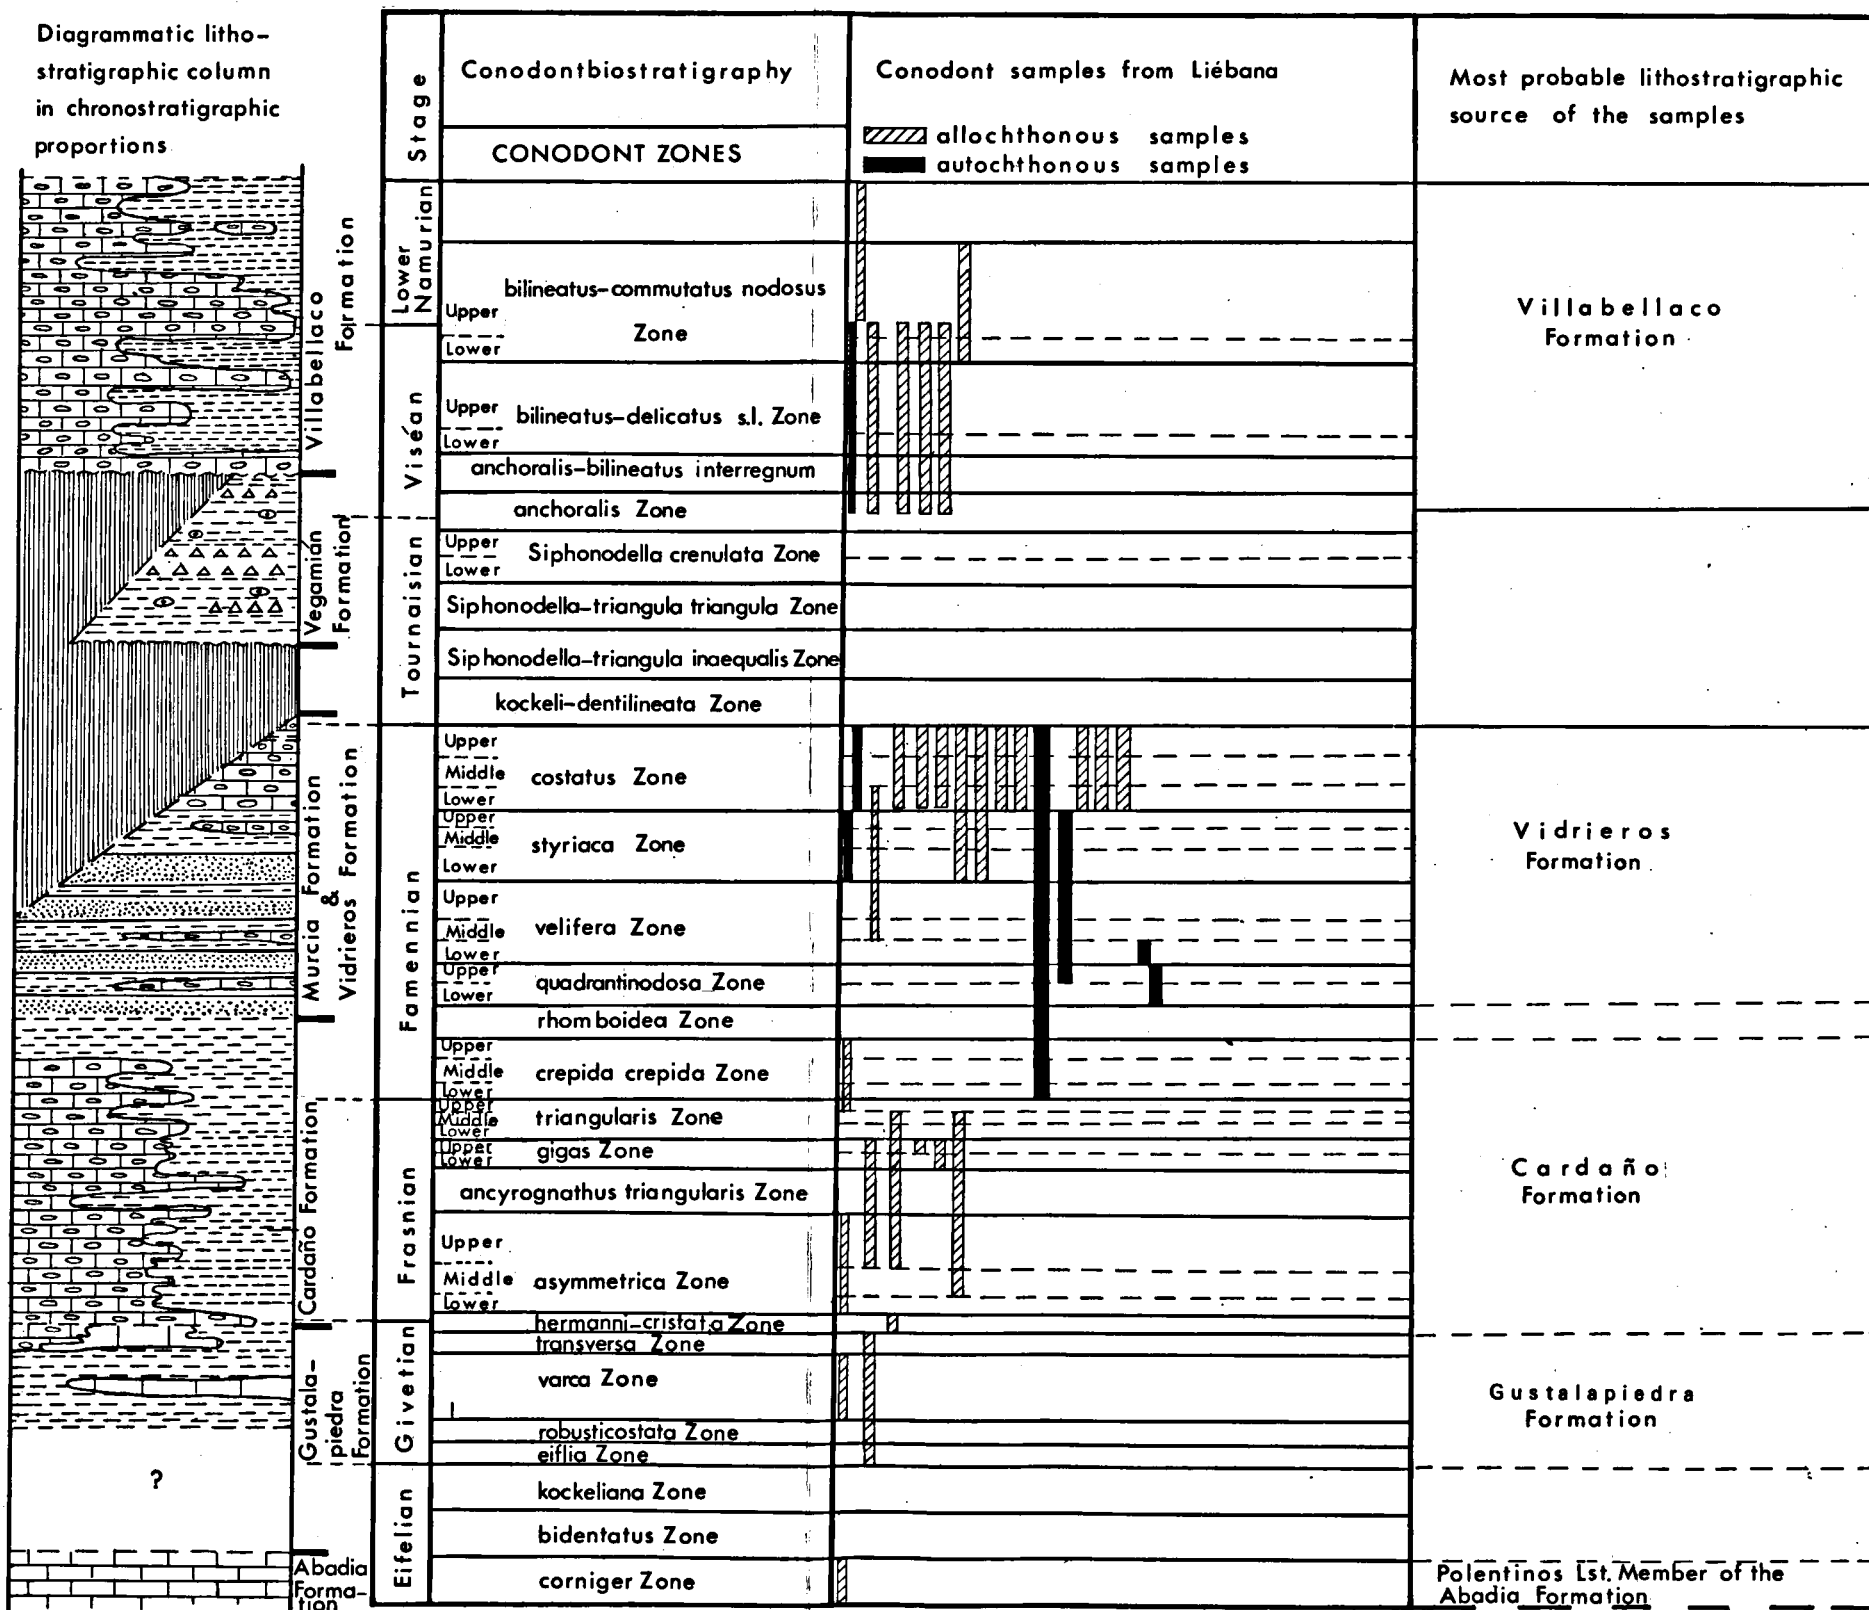 Diagrammatic litho–
stratigraphic column
in chronostratigraphic
proportions
Stage
Conodontbiostratigraphy
CONODONT ZONES
Conodont samples from Liébana
allochthonous samples
autochthonous samples
Most probable lithostratigraphic
source of the samples
Villabellaco
Formation
Vegamián
Formation
Murcia Formation
&
Vidrieros Formation
Cardaño Formation
Gustala–
piedra
Formation
?
Abadia
Forma–
tion
Lower
Namurian
Viséan
Tournaisian
Famennian
Frasnian
Givetian
Eifelian
bilineatus–commutatus nodosus
Upper
Zone
Lower
Upper
bilineatus–delicatus s.l. Zone
Lower
anchoralis–bilineatus interregnum
anchoralis Zone
Upper
Siphonodella crenulata Zone
Lower
Siphonodella–triangula triangula Zone
Siphonodella–triangula inaequalis Zone
kockeli–dentilineata Zone
Upper
Middle costatus Zone
Lower
Upper
Middle styriaca Zone
Lower
Upper
Middle velifera Zone
Lower
Upper
quadrantinodosa Zone
Lower
rhomboidea Zone
Upper
Middle crepida crepida Zone
Lower
Upper
Middle triangularis Zone
Lower
Upper gigas Zone
Lower
ancyrognathus triangularis Zone
Upper
Middle asymmetrica Zone
Lower
hermanni–cristata Zone
transversa Zone
varca Zone
robusticostata Zone
eiflia Zone
kockeliana Zone
bidentatus Zone
corniger Zone
Villabellaco
Formation
Vidrieros
Formation
Cardaño
Formation
Gustalapiedra
Formation
Polentinos Lst. Member of the
Abadia Formation